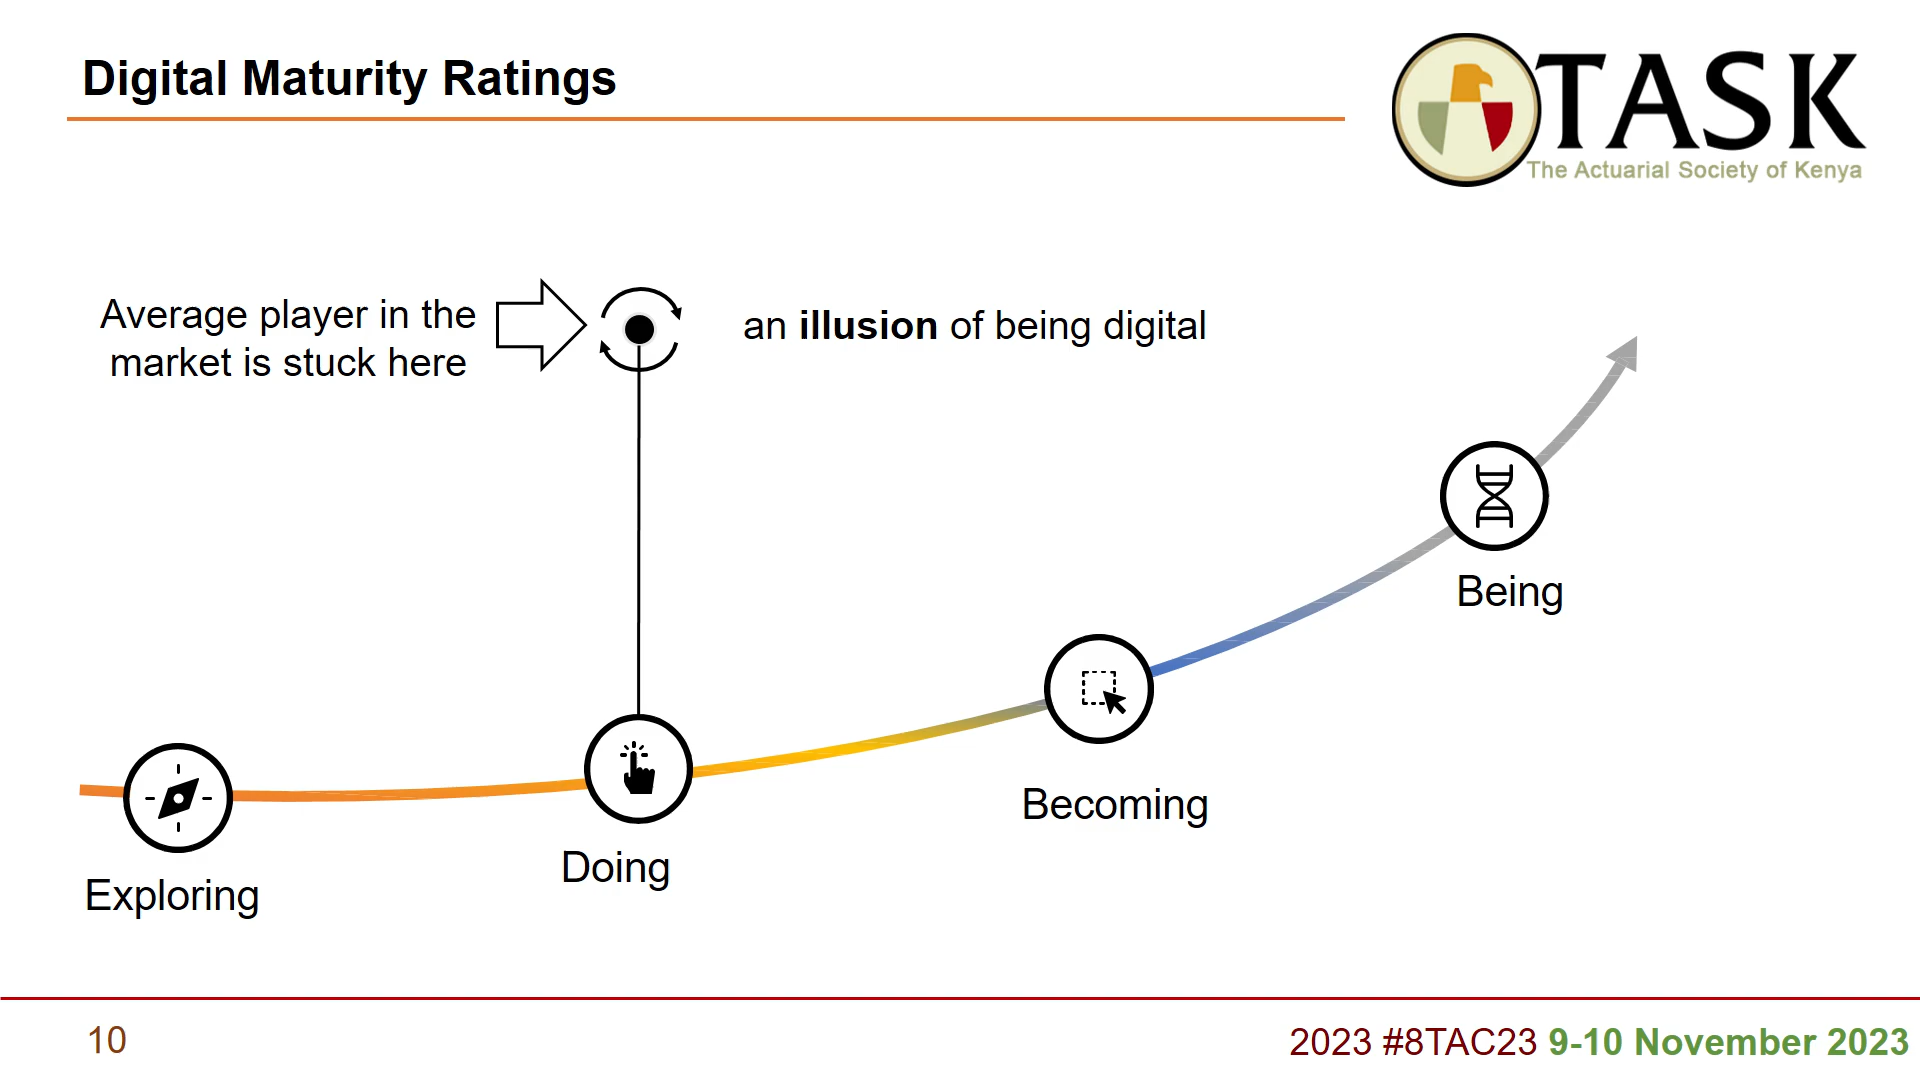 Digital Maturity Ratings
TASK
The Actuarial Society of Kenya
Average player in the
market is stuck here
an illusion of being digital
Being
Becoming
Doing
Exploring
10
2023 #8TAC23 9-10 November 2023